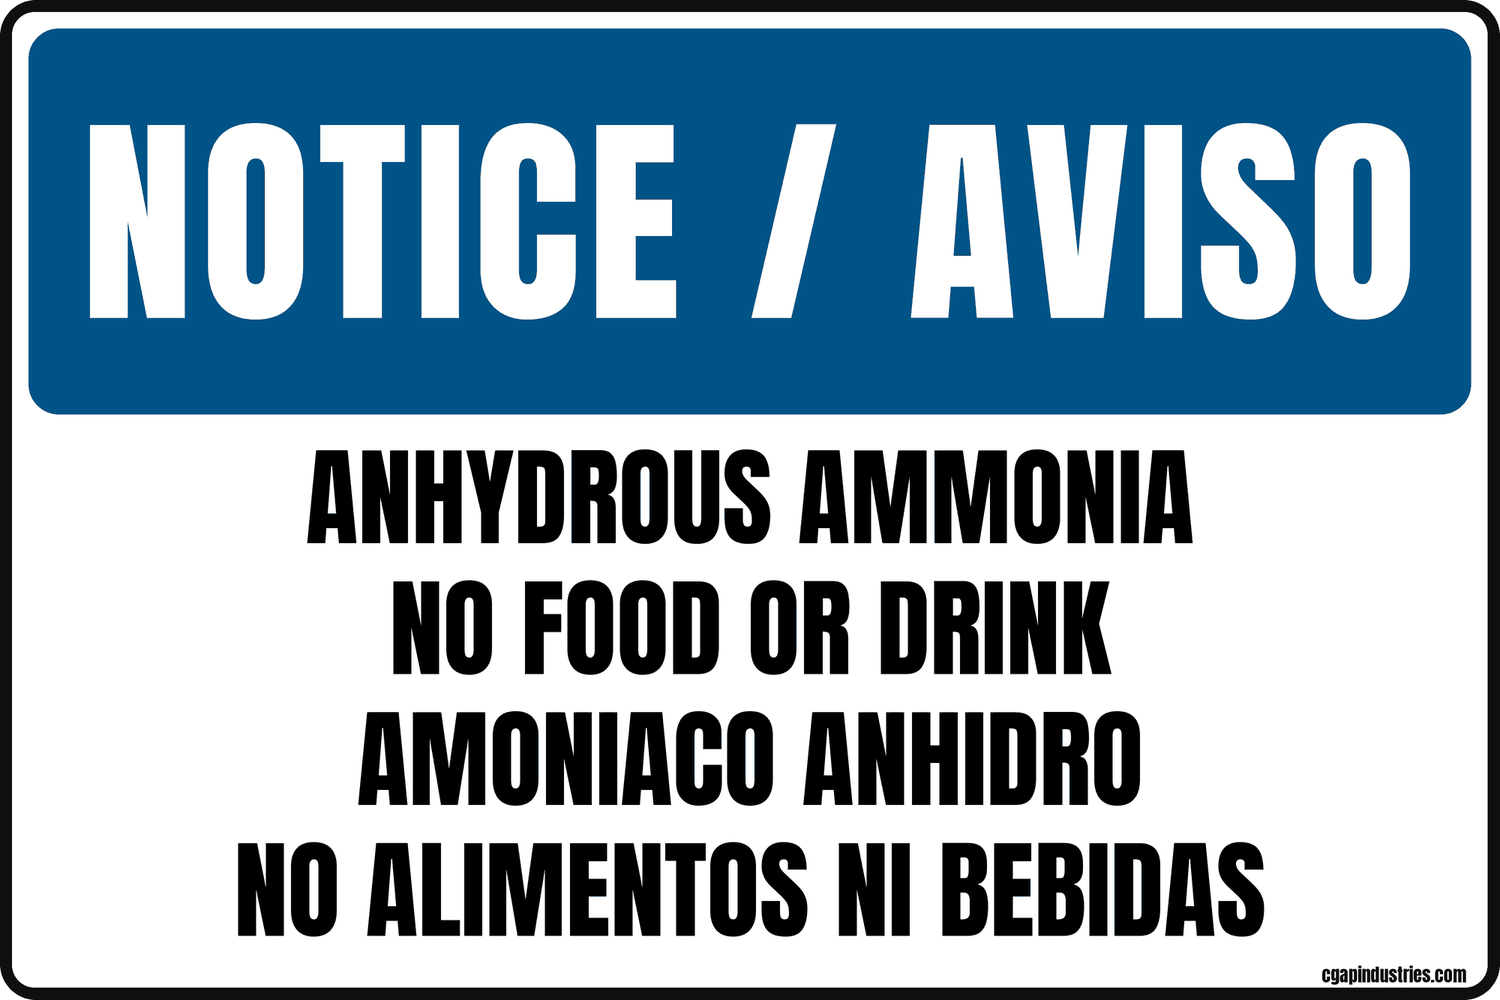 NOTICE / AVISO
ANHYDROUS AMMONIA
NO FOOD OR DRINK
AMONIACO ANHIDRO
NO ALIMENTOS NI BEBIDAS
cgapindustries.com